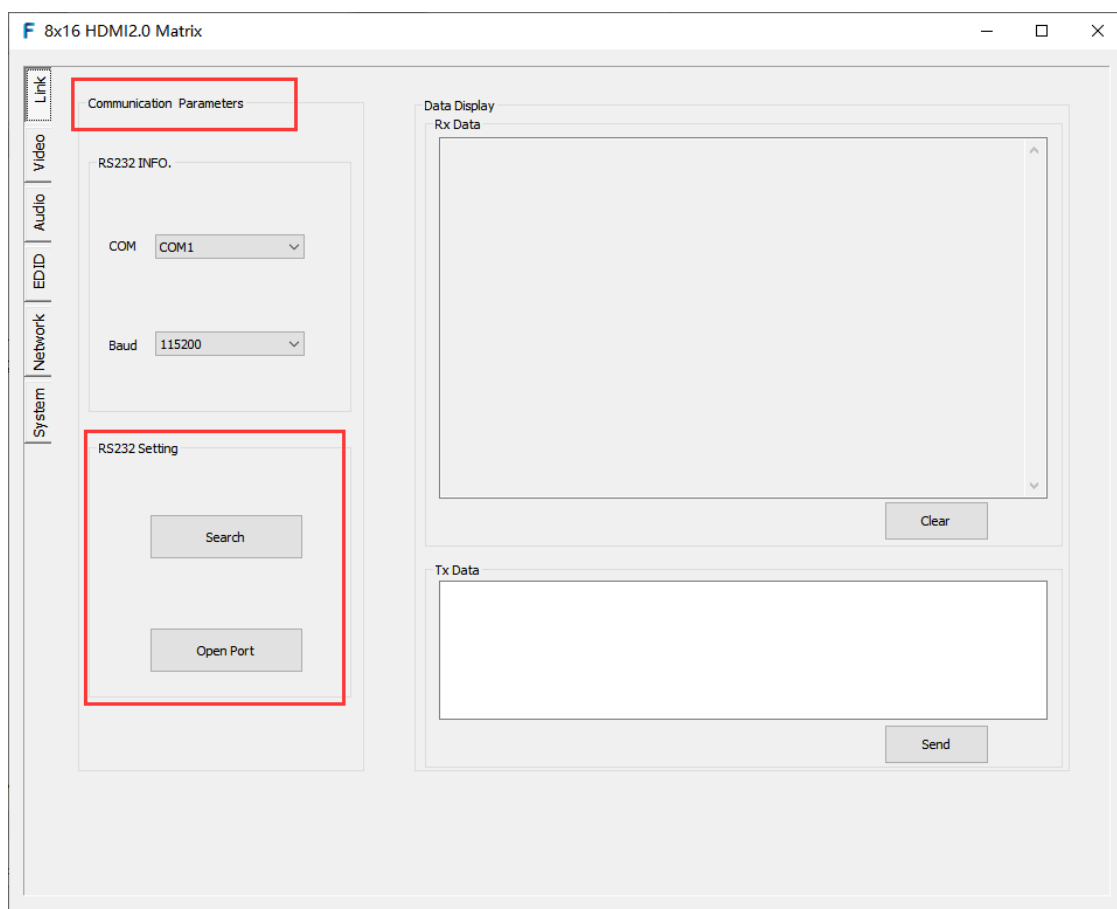 F 8x16 HDMI2.0 Matrix
Link
Video
Audio
EDID
Network
System
Communication Parameters
RS232 INFO.
COM COM1
Baud 115200
RS232 Setting
Search
Open Port
Data Display
Rx Data
Clear
Tx Data
Send